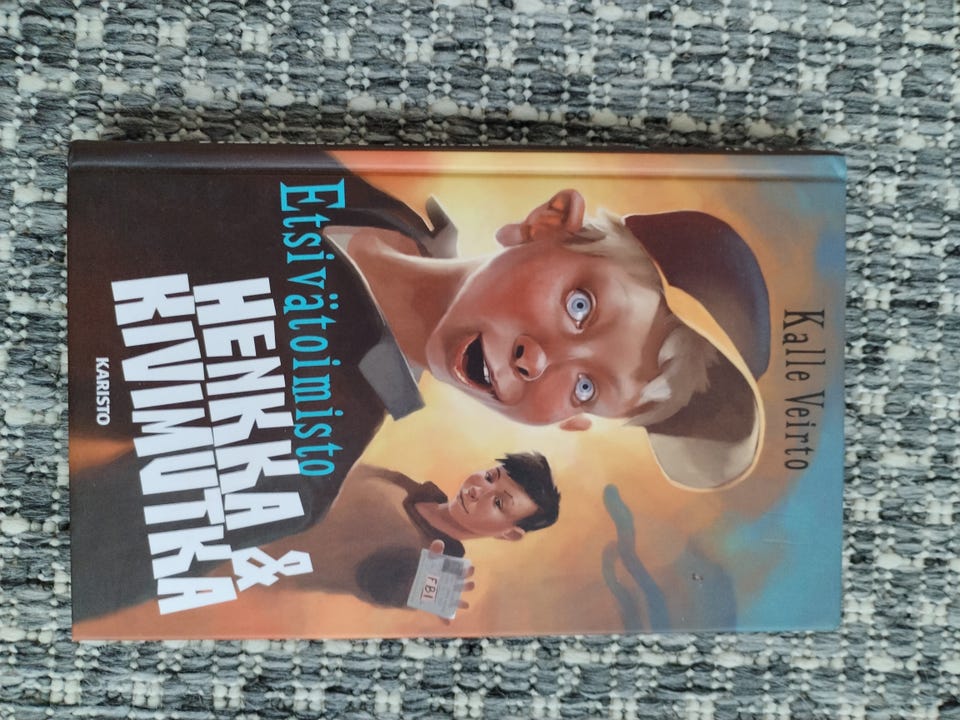 Kalle Veirto
FBI
Etsivätoimisto
HENKKA &
KIVIMUTKA
KARISTO